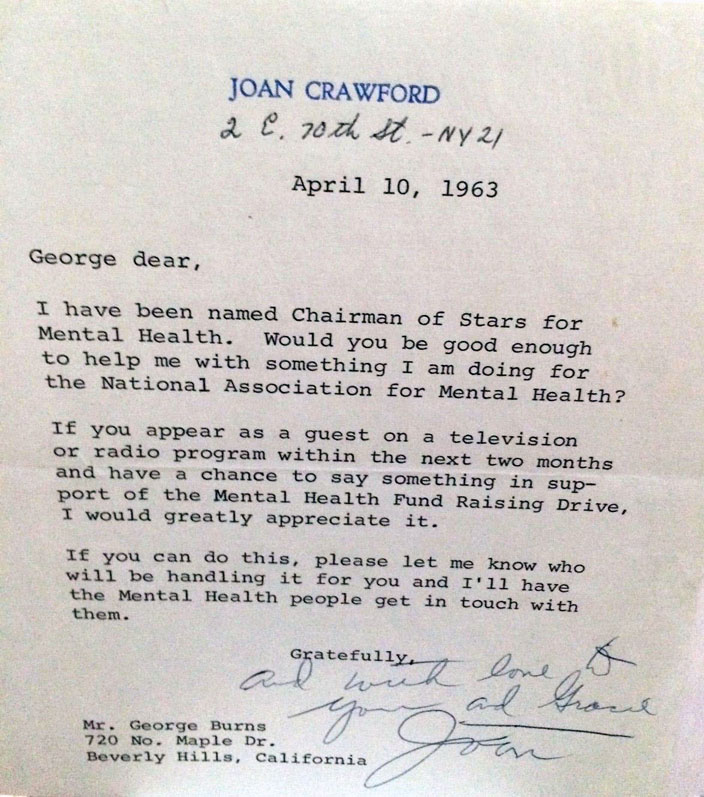 JOAN CRAWFORD
2 E. 70th St. - NY 21
April 10, 1963
George dear,
I have been named Chairman of Stars for
Mental Health. Would you be good enough
to help me with something I am doing for
the National Association for Mental Health?
If you appear as a guest on a television
or radio program within the next two months
and have a chance to say something in sup-
port of the Mental Health Fund Raising Drive,
I would greatly appreciate it.
If you can do this, please let me know who
will be handling it for you and I'll have
the Mental Health people get in touch with
them.
Gratefully,
and with love to
you and Gracie
Joan
Mr. George Burns
720 No. Maple Dr.
Beverly Hills, California